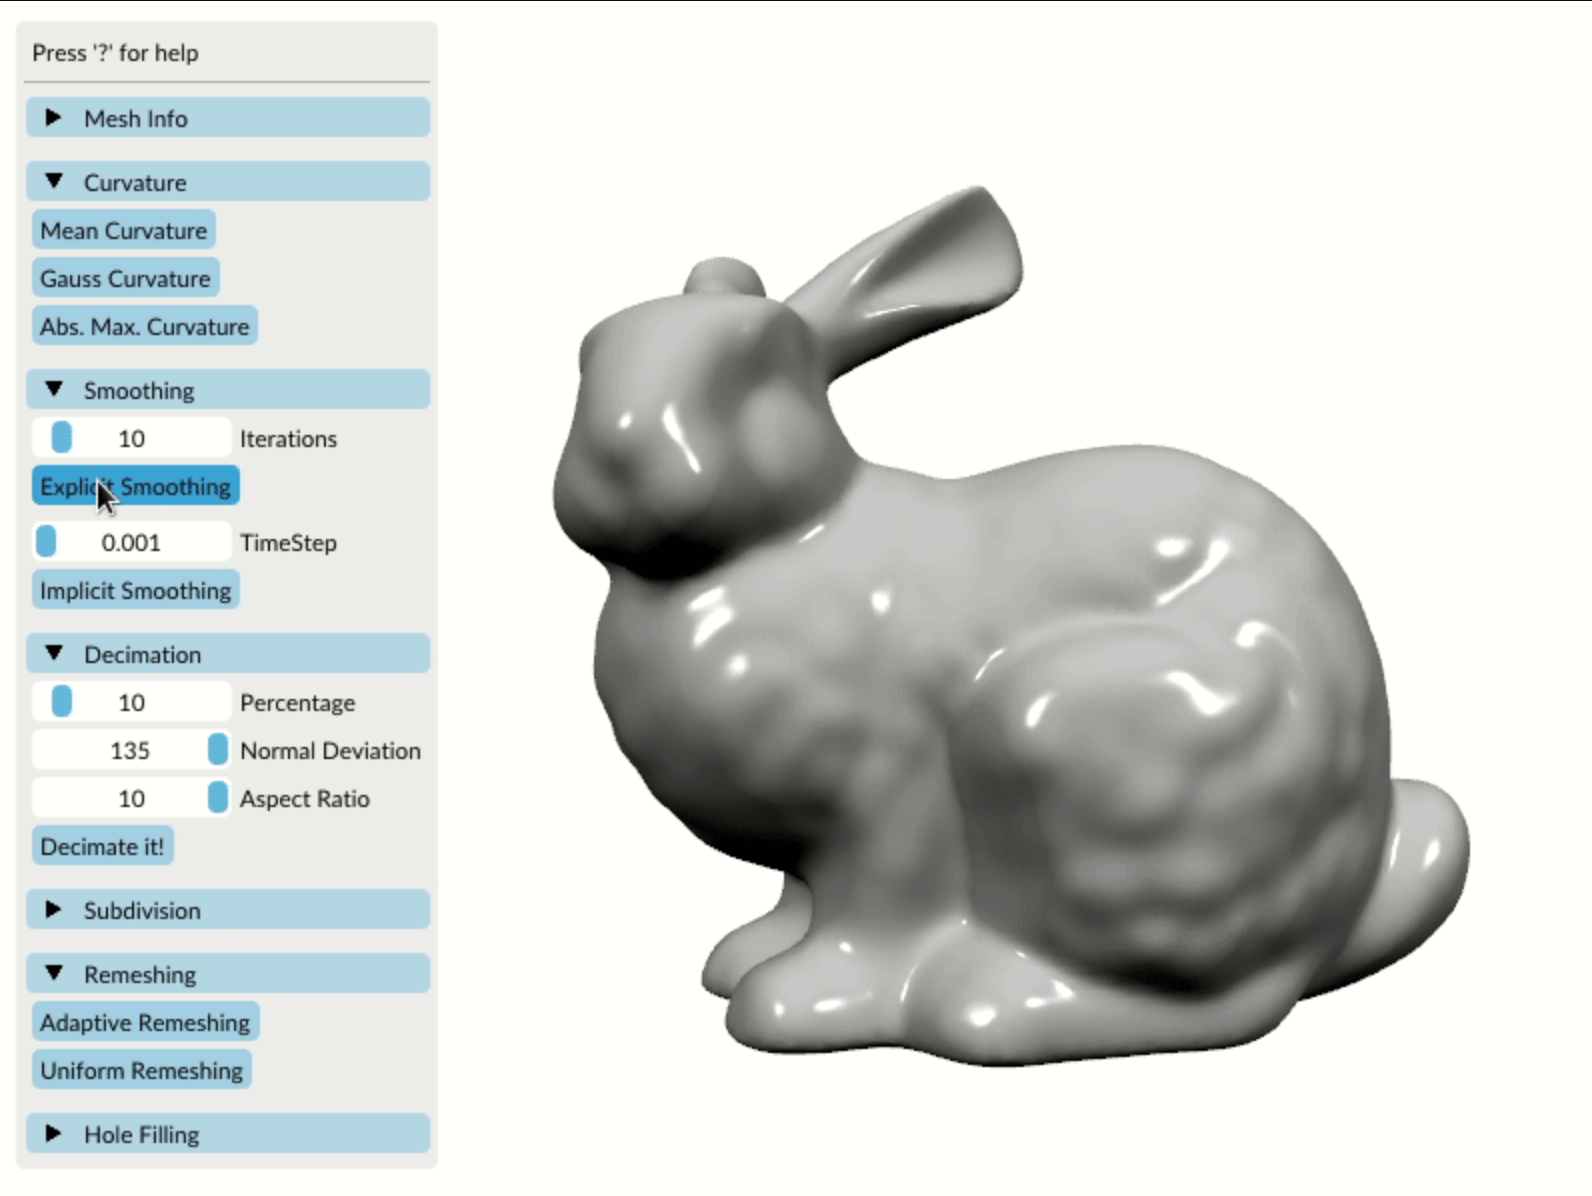 Press '?' for help
Mesh Info
Curvature
Mean Curvature
Gauss Curvature
Abs. Max. Curvature
Smoothing
10 Iterations
Explicit Smoothing
0.001 TimeStep
Implicit Smoothing
Decimation
10 Percentage
135 Normal Deviation
10 Aspect Ratio
Decimate it!
Subdivision
Remeshing
Adaptive Remeshing
Uniform Remeshing
Hole Filling